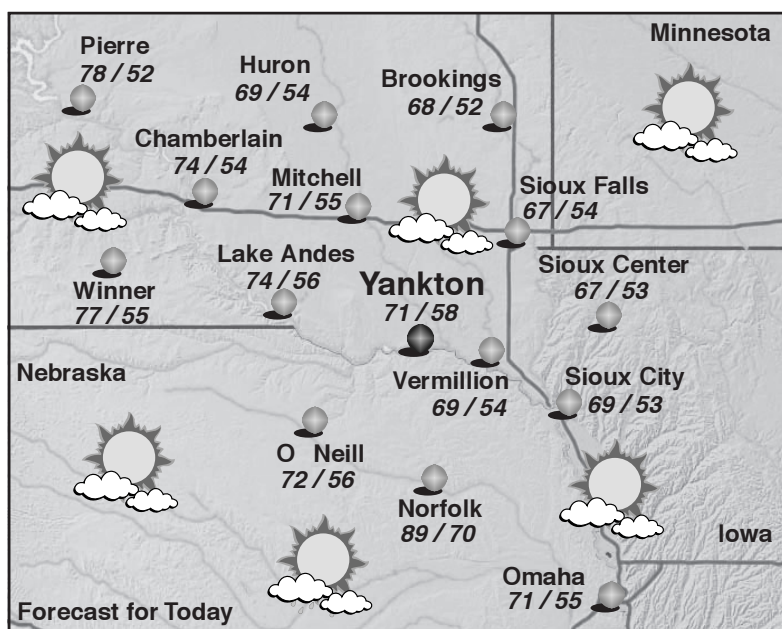 Minnesota
Pierre
78 / 52
Huron
69 / 54
Brookings
68 / 52
Chamberlain
74 / 54
Mitchell
71 / 55
Sioux Falls
67 / 54
Winner
77 / 55
Lake Andes
74 / 56
Yankton
71 / 58
Sioux Center
67 / 53
Nebraska
Vermillion
69 / 54
Sioux City
69 / 53
O Neill
72 / 56
Norfolk
89 / 70
Iowa
Omaha
71 / 55
Forecast for Today